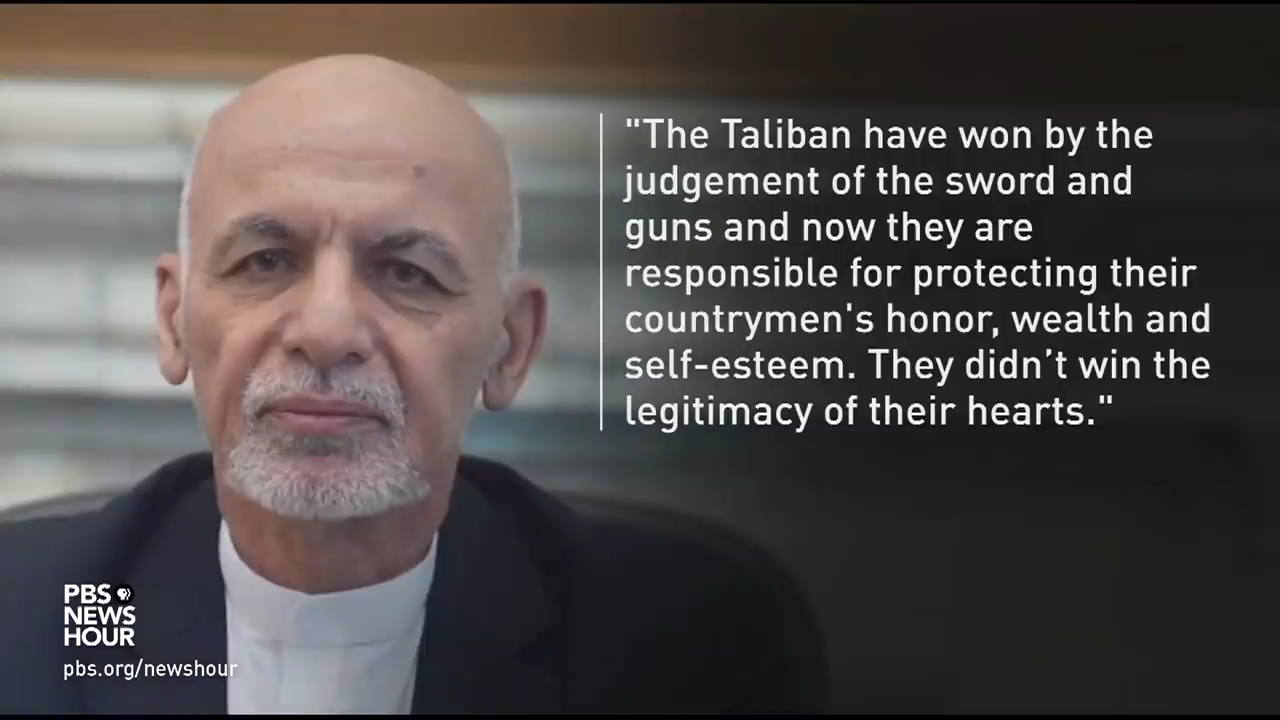 "The Taliban have won by the
judgement of the sword and
guns and now they are
responsible for protecting their
countrymen's honor, wealth and
self-esteem. They didn’t win the
legitimacy of their hearts."
PBS
NEWS
HOUR
pbs.org/newshour